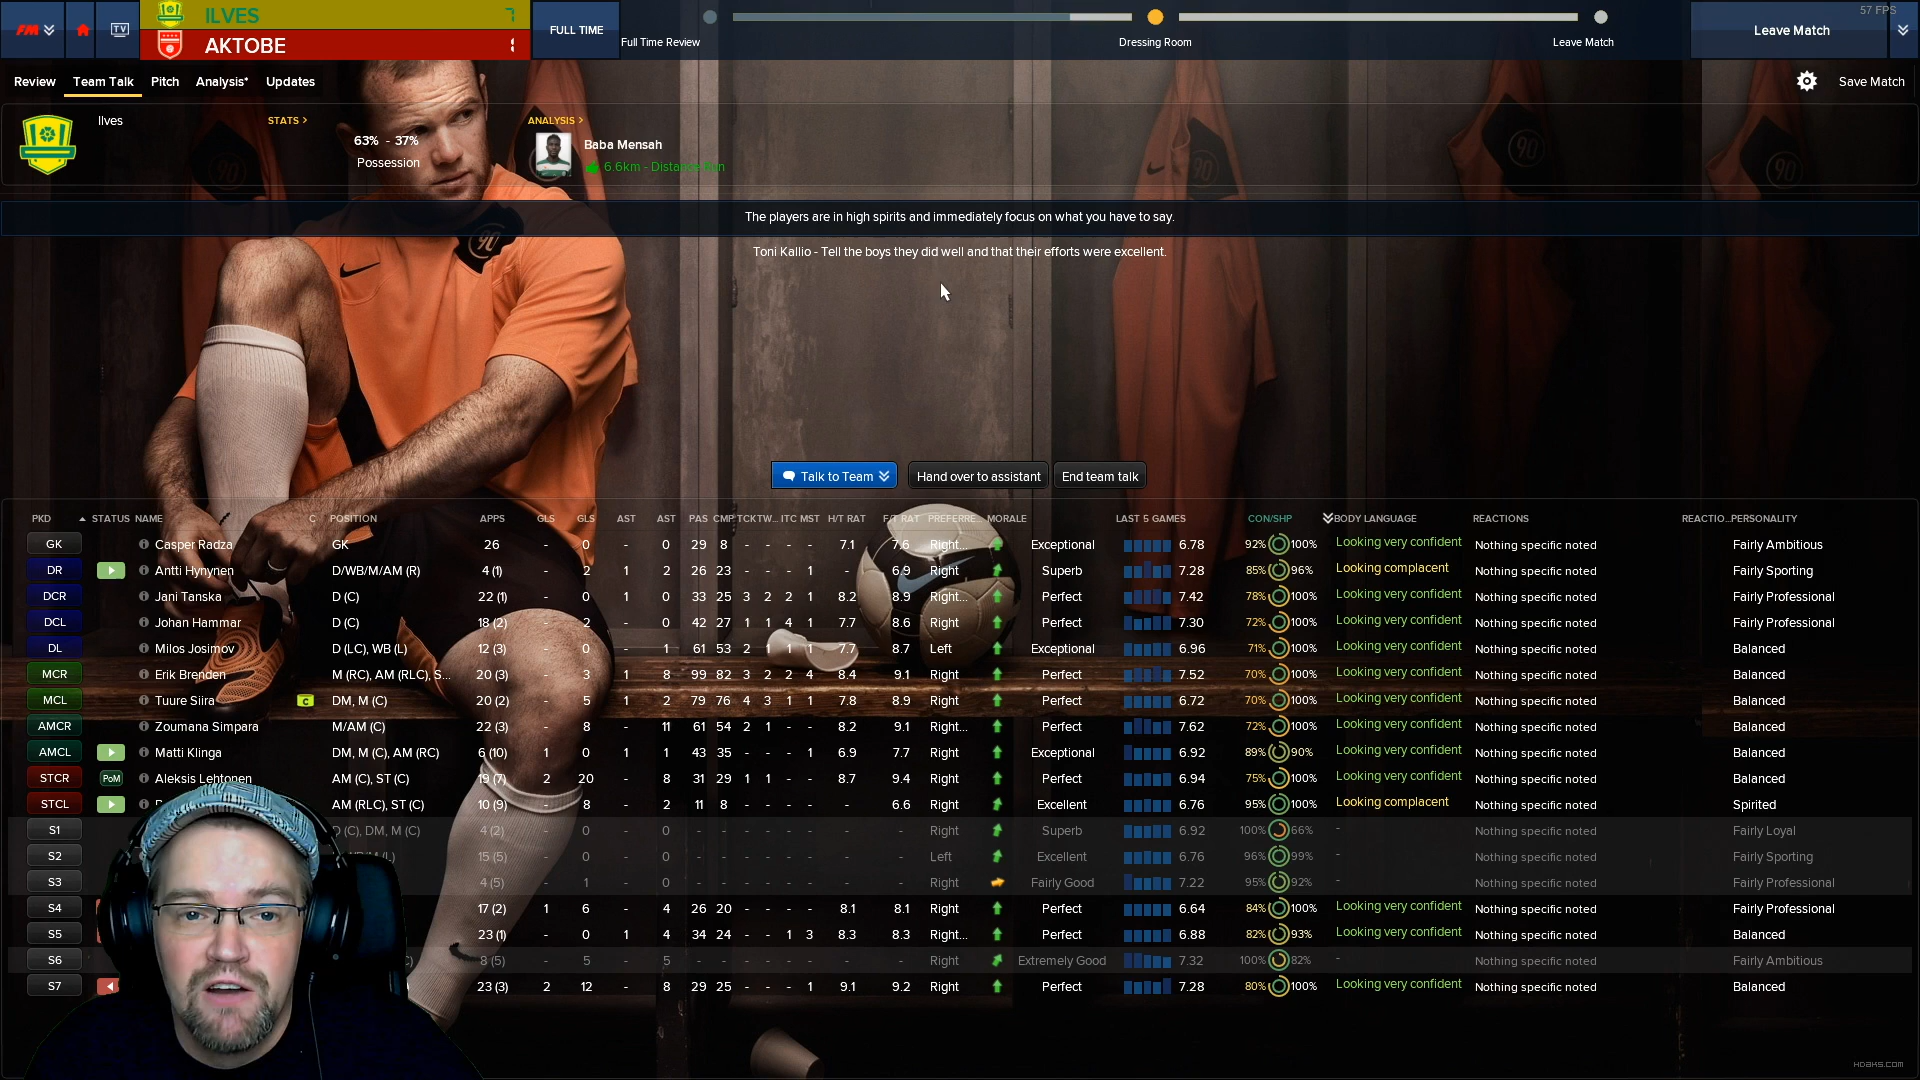 57 FPS
FM
TV
ILVES 7
AKTOBE 1
FULL TIME
Full Time Review
Dressing Room
Leave Match
Leave Match
Review Team Talk Pitch Analysis* Updates
Save Match
Ilves
STATS >
63% - 37%
Possession
ANALYSIS >
Baba Mensah
6.6km - Distance Run
The players are in high spirits and immediately focus on what you have to say.
Toni Kallio - Tell the boys they did well and that their efforts were excellent.
Talk to Team Hand over to assistant End team talk
PKD STATUS NAME C POSITION APPS GLS GLS AST AST PAS CMP TCK TW... ITC MST H/T RAT F/T RAT PREFERRE... MORALE LAST 5 GAMES CON/SHP BODY LANGUAGE REACTIONS REACTIO... PERSONALITY
GK Casper Radza GK 26 - 0 - 0 29 8 - - - - 7.1 7.6 Right... Exceptional 6.78 92% 100% Looking very confident Nothing specific noted Fairly Ambitious
DR Antti Hynynen D/WB/M/AM (R) 4 (1) - 2 1 2 26 23 - - - 1 - 6.9 Right Superb 7.28 85% 96% Looking complacent Nothing specific noted Fairly Sporting
DCR Jani Tanska D (C) 22 (1) - 0 1 0 33 25 3 2 2 1 8.2 8.9 Right... Perfect 7.42 78% 100% Looking very confident Nothing specific noted Fairly Professional
DCL Johan Hammar D (C) 18 (2) - 2 - 0 42 27 1 1 4 1 7.7 8.6 Right Perfect 7.30 72% 100% Looking very confident Nothing specific noted Fairly Professional
DL Milos Josimov D (LC), WB (L) 12 (3) - 0 - 1 61 53 2 1 1 1 7.7 8.7 Left Exceptional 6.96 71% 100% Looking very confident Nothing specific noted Balanced
MCR Erik Brenden M (RC), AM (RLC), S... 20 (3) - 3 1 8 99 82 3 2 2 4 8.4 9.1 Right Perfect 7.52 70% 100% Looking very confident Nothing specific noted Balanced
MCL Tuure Siira C DM, M (C) 20 (2) - 5 1 2 79 76 4 3 1 1 7.8 8.9 Right Perfect 6.72 70% 100% Looking very confident Nothing specific noted Balanced
AMCR Zoumana Simpara M/AM (C) 22 (3) - 8 - 11 61 54 2 1 - - 8.2 9.1 Right... Perfect 7.62 72% 100% Looking very confident Nothing specific noted Balanced
AMCL Matti Klinga DM, M (C), AM (RC) 6 (10) 1 0 1 1 43 35 - - - 1 6.9 7.7 Right Exceptional 6.92 89% 90% Looking very confident Nothing specific noted Balanced
STCR PoM Aleksis Lehtonen AM (C), ST (C) 19 (7) 2 20 - 8 31 29 1 1 - - 8.7 9.4 Right Perfect 6.94 75% 100% Looking very confident Nothing specific noted Balanced
STCL AM (RLC), ST (C) 10 (9) - 8 - 2 11 8 - - - - - 6.6 Right Excellent 6.76 95% 100% Looking complacent Nothing specific noted Spirited
S1 D (C), DM, M (C) 4 (2) - 0 - 0 - - - - - - - - Right Superb 6.92 100% 66% - Nothing specific noted Fairly Loyal
S2 15 (5) - 0 - 0 - - - - - - - - Left Excellent 6.76 96% 99% - Nothing specific noted Fairly Sporting
S3 4 (5) - 1 - 0 - - - - - - - - Right Fairly Good 7.22 95% 92% - Nothing specific noted Fairly Professional
S4 17 (2) 1 6 - 4 26 20 - - - - 8.1 8.1 Right Perfect 6.64 84% 100% Looking very confident Nothing specific noted Fairly Professional
S5 23 (1) - 0 1 4 34 24 - - 1 3 8.3 8.3 Right... Perfect 6.88 82% 93% Looking very confident Nothing specific noted Balanced
S6 8 (5) - 5 - 5 - - - - - - - - Right Extremely Good 7.32 100% 82% - Nothing specific noted Fairly Ambitious
S7 23 (3) 2 12 - 8 29 25 - - - 1 9.1 9.2 Right Perfect 7.28 80% 100% Looking very confident Nothing specific noted Balanced
HDAKS.COM